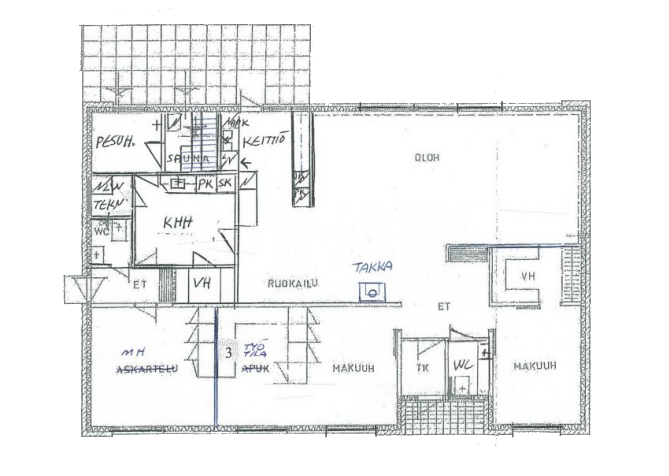 PESUH.
SAUNA
KEITTIÖ
OLOH
TEKN
PK SK
WC
KHH
ET
VH
RUOKAILU
TAKKA
ET
VH
MH
ASKARTELU
3
TYÖ
TILA
APUK
MAKUUH
TK
WC
MAKUUH